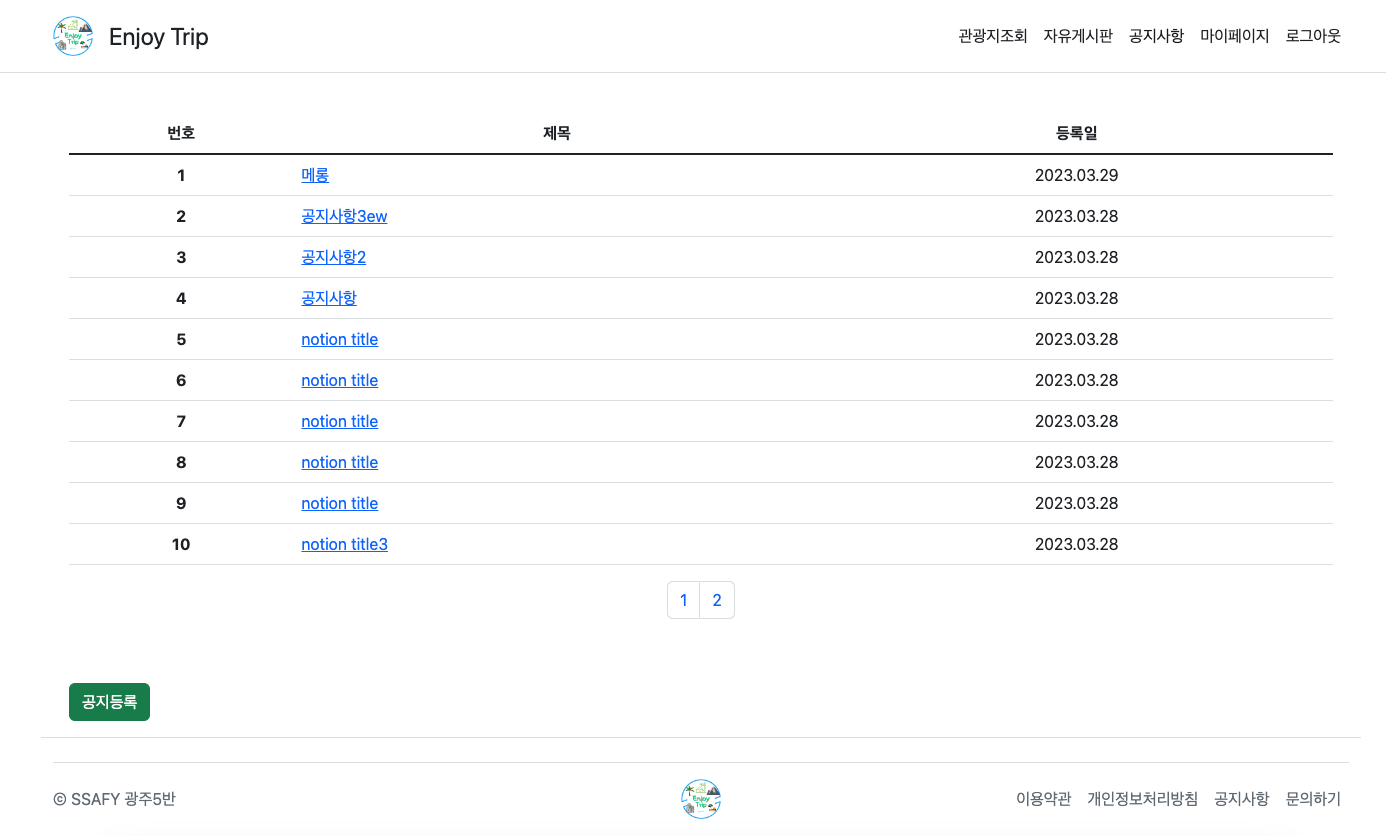 Enjoy Trip Enjoy Trip 관광지조회 자유게시판 공지사항 마이페이지 로그아웃
번호 제목 등록일
1 메롱 2023.03.29
2 공지사항3ew 2023.03.28
3 공지사항2 2023.03.28
4 공지사항 2023.03.28
5 notion title 2023.03.28
6 notion title 2023.03.28
7 notion title 2023.03.28
8 notion title 2023.03.28
9 notion title 2023.03.28
10 notion title3 2023.03.28
1 2
공지등록
© SSAFY 광주5반 Enjoy Trip 이용약관 개인정보처리방침 공지사항 문의하기